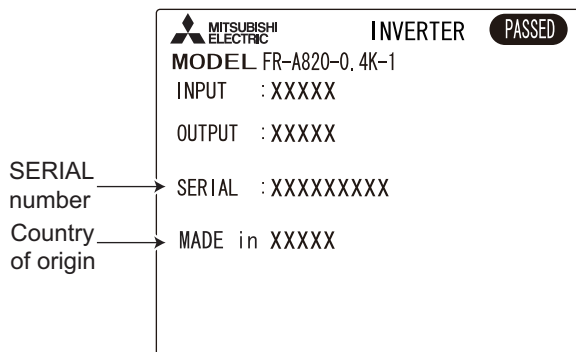 MITSUBISHI ELECTRIC INVERTER PASSED
MODEL FR-A820-0.4K-1
INPUT :XXXXX
OUTPUT :XXXXX
SERIAL number
SERIAL :XXXXXXXXX
Country of origin
MADE in XXXXX